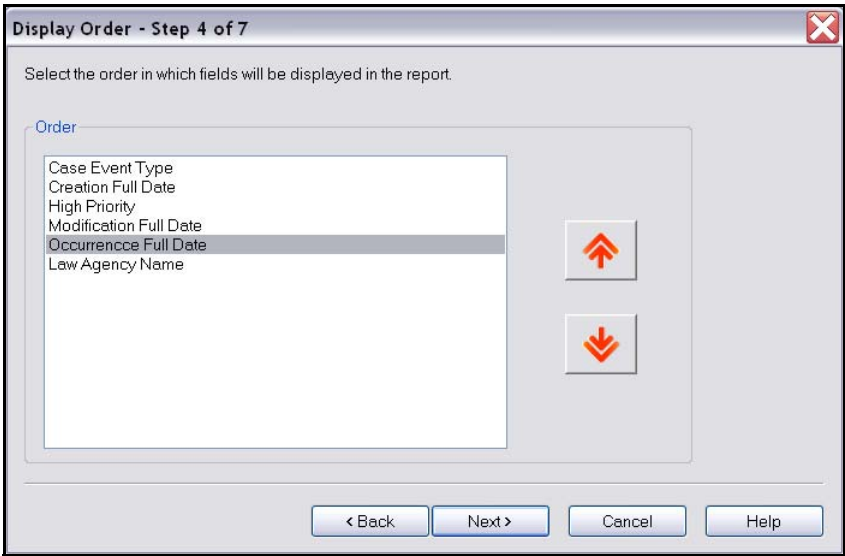 Display Order - Step 4 of 7
Select the order in which fields will be displayed in the report.
Order
Case Event Type
Creation Full Date
High Priority
Modification Full Date
Occurrencce Full Date
Law Agency Name
< Back
Next >
Cancel
Help